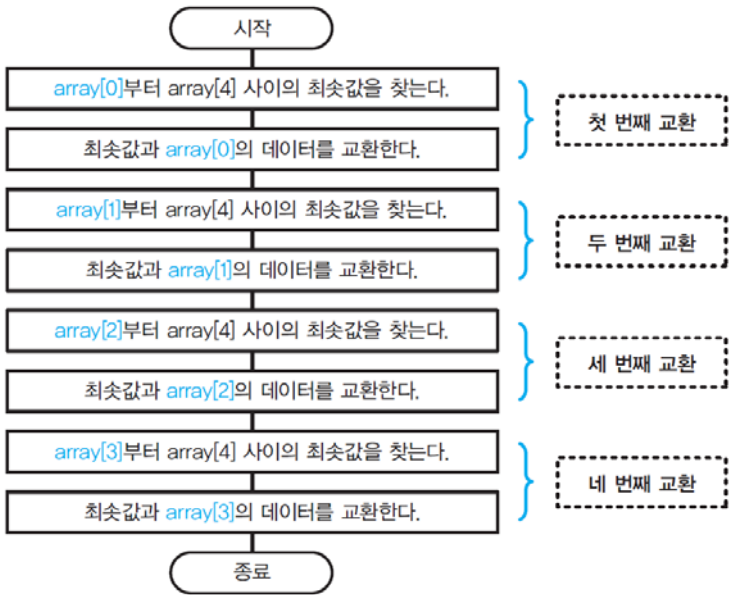 시작
array[0]부터 array[4] 사이의 최솟값을 찾는다.
최솟값과 array[0]의 데이터를 교환한다.
첫 번째 교환
array[1]부터 array[4] 사이의 최솟값을 찾는다.
최솟값과 array[1]의 데이터를 교환한다.
두 번째 교환
array[2]부터 array[4] 사이의 최솟값을 찾는다.
최솟값과 array[2]의 데이터를 교환한다.
세 번째 교환
array[3]부터 array[4] 사이의 최솟값을 찾는다.
최솟값과 array[3]의 데이터를 교환한다.
네 번째 교환
종료